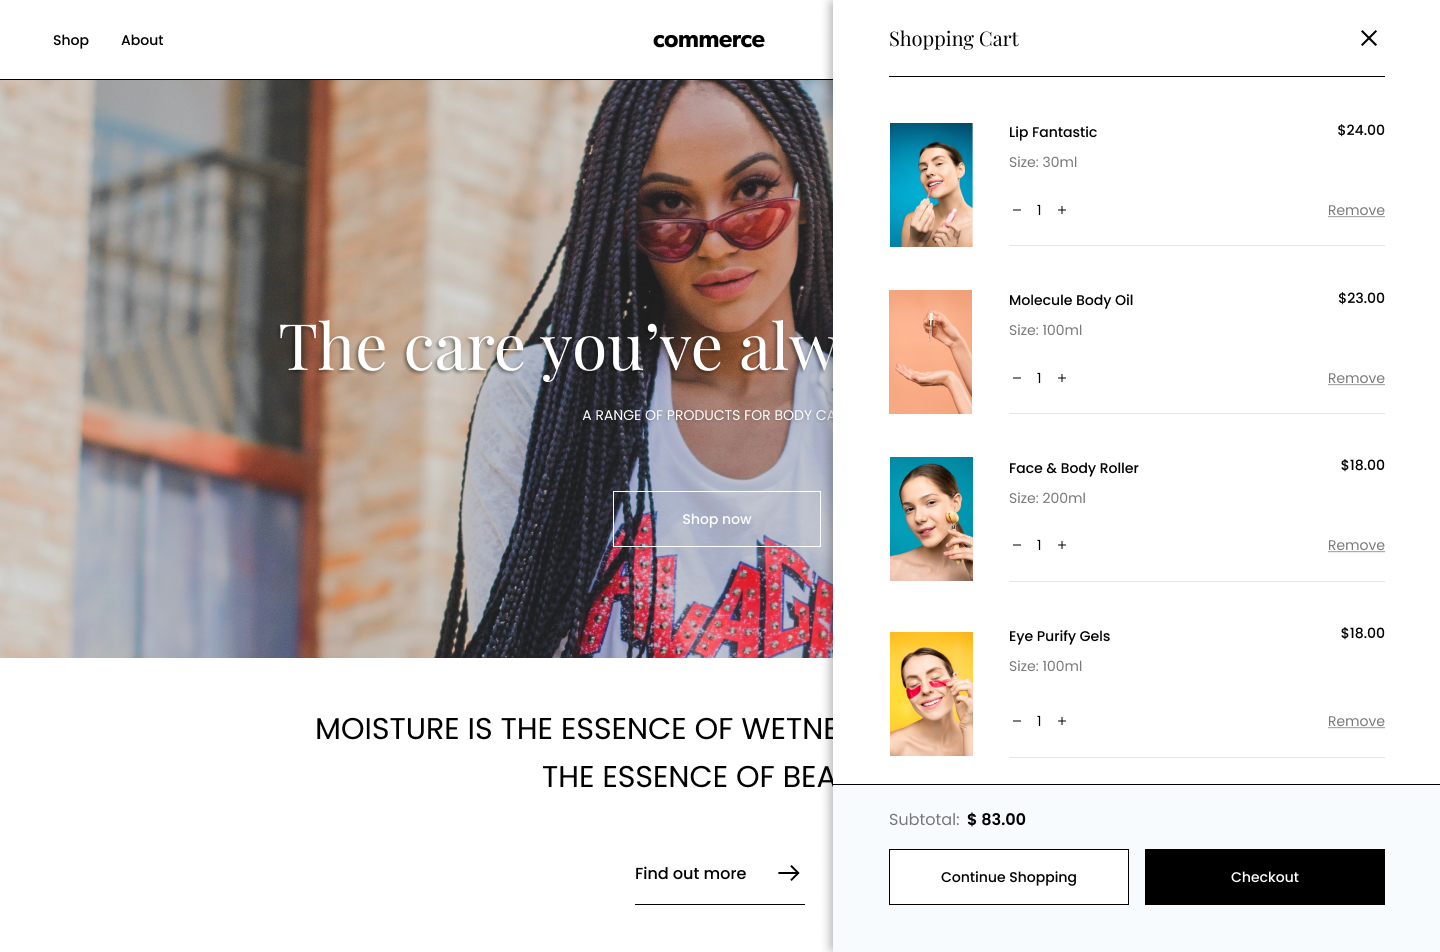 Shop
About
commerce
The care you’ve alw
A RANGE OF PRODUCTS FOR BODY CA
Shop now
MOISTURE IS THE ESSENCE OF WETNE
THE ESSENCE OF BEA
Find out more
Shopping Cart
Lip Fantastic
$24.00
Size: 30ml
− 1 +
Remove
Molecule Body Oil
$23.00
Size: 100ml
− 1 +
Remove
Face & Body Roller
$18.00
Size: 200ml
− 1 +
Remove
Eye Purify Gels
$18.00
Size: 100ml
− 1 +
Remove
Subtotal: $ 83.00
Continue Shopping
Checkout